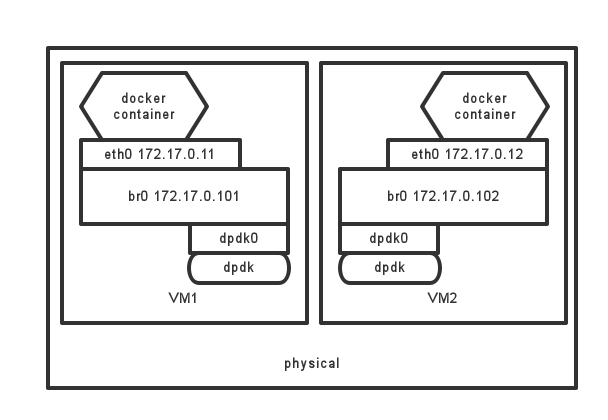 docker
container
docker
container
eth0 172.17.0.11
eth0 172.17.0.12
br0 172.17.0.101
br0 172.17.0.102
dpdk0
dpdk0
dpdk
dpdk
VM1
VM2
physical